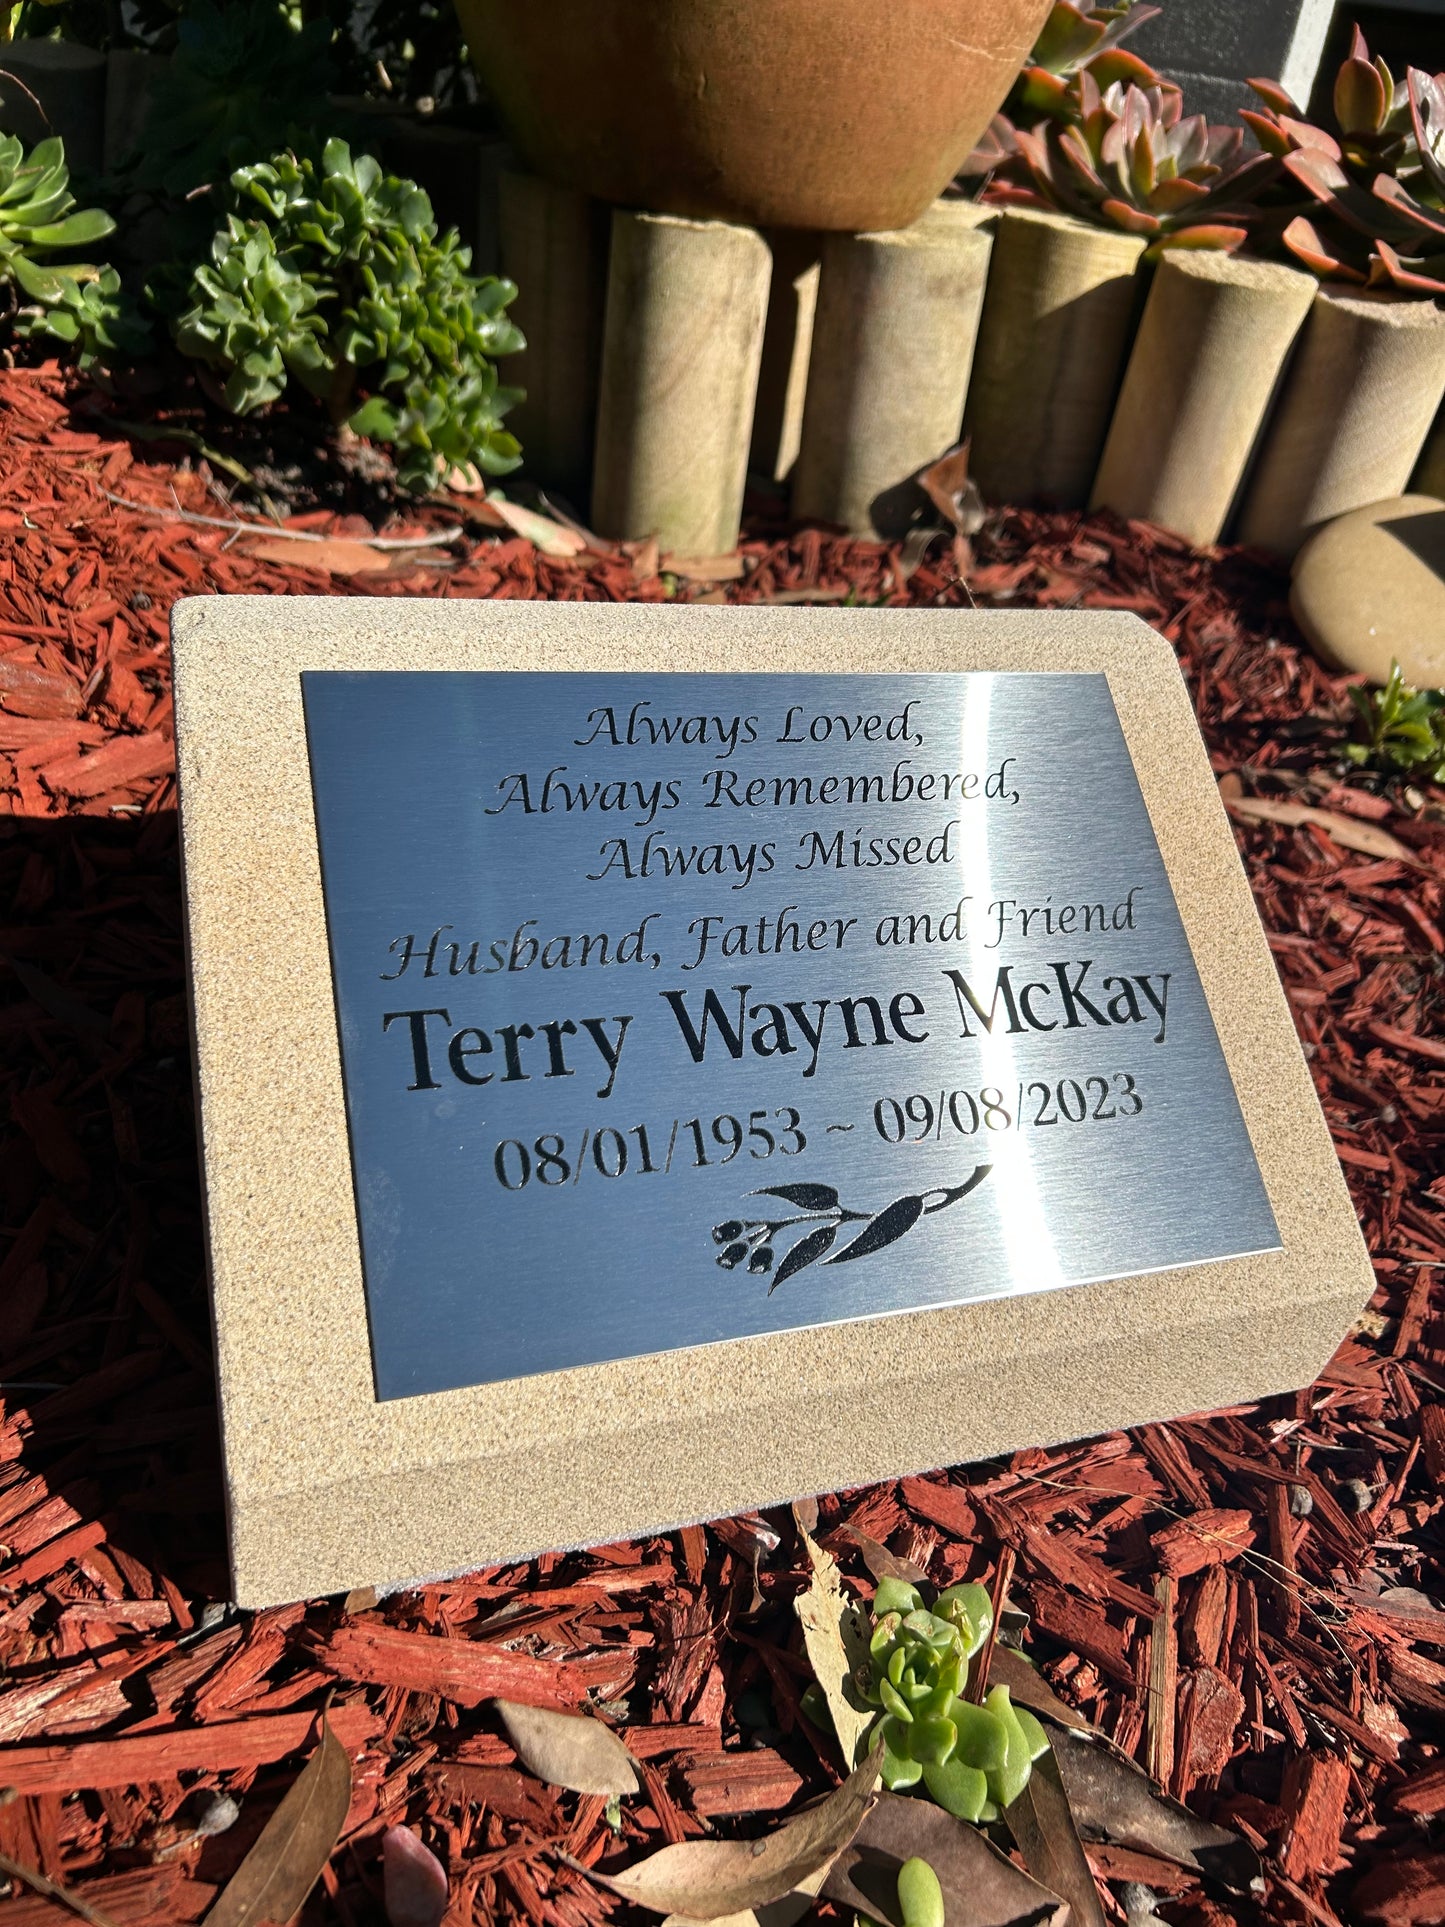 Always Loved,
Always Remembered,
Always Missed
Husband, Father and Friend
Terry Wayne McKay
08/01/1953 ~ 09/08/2023